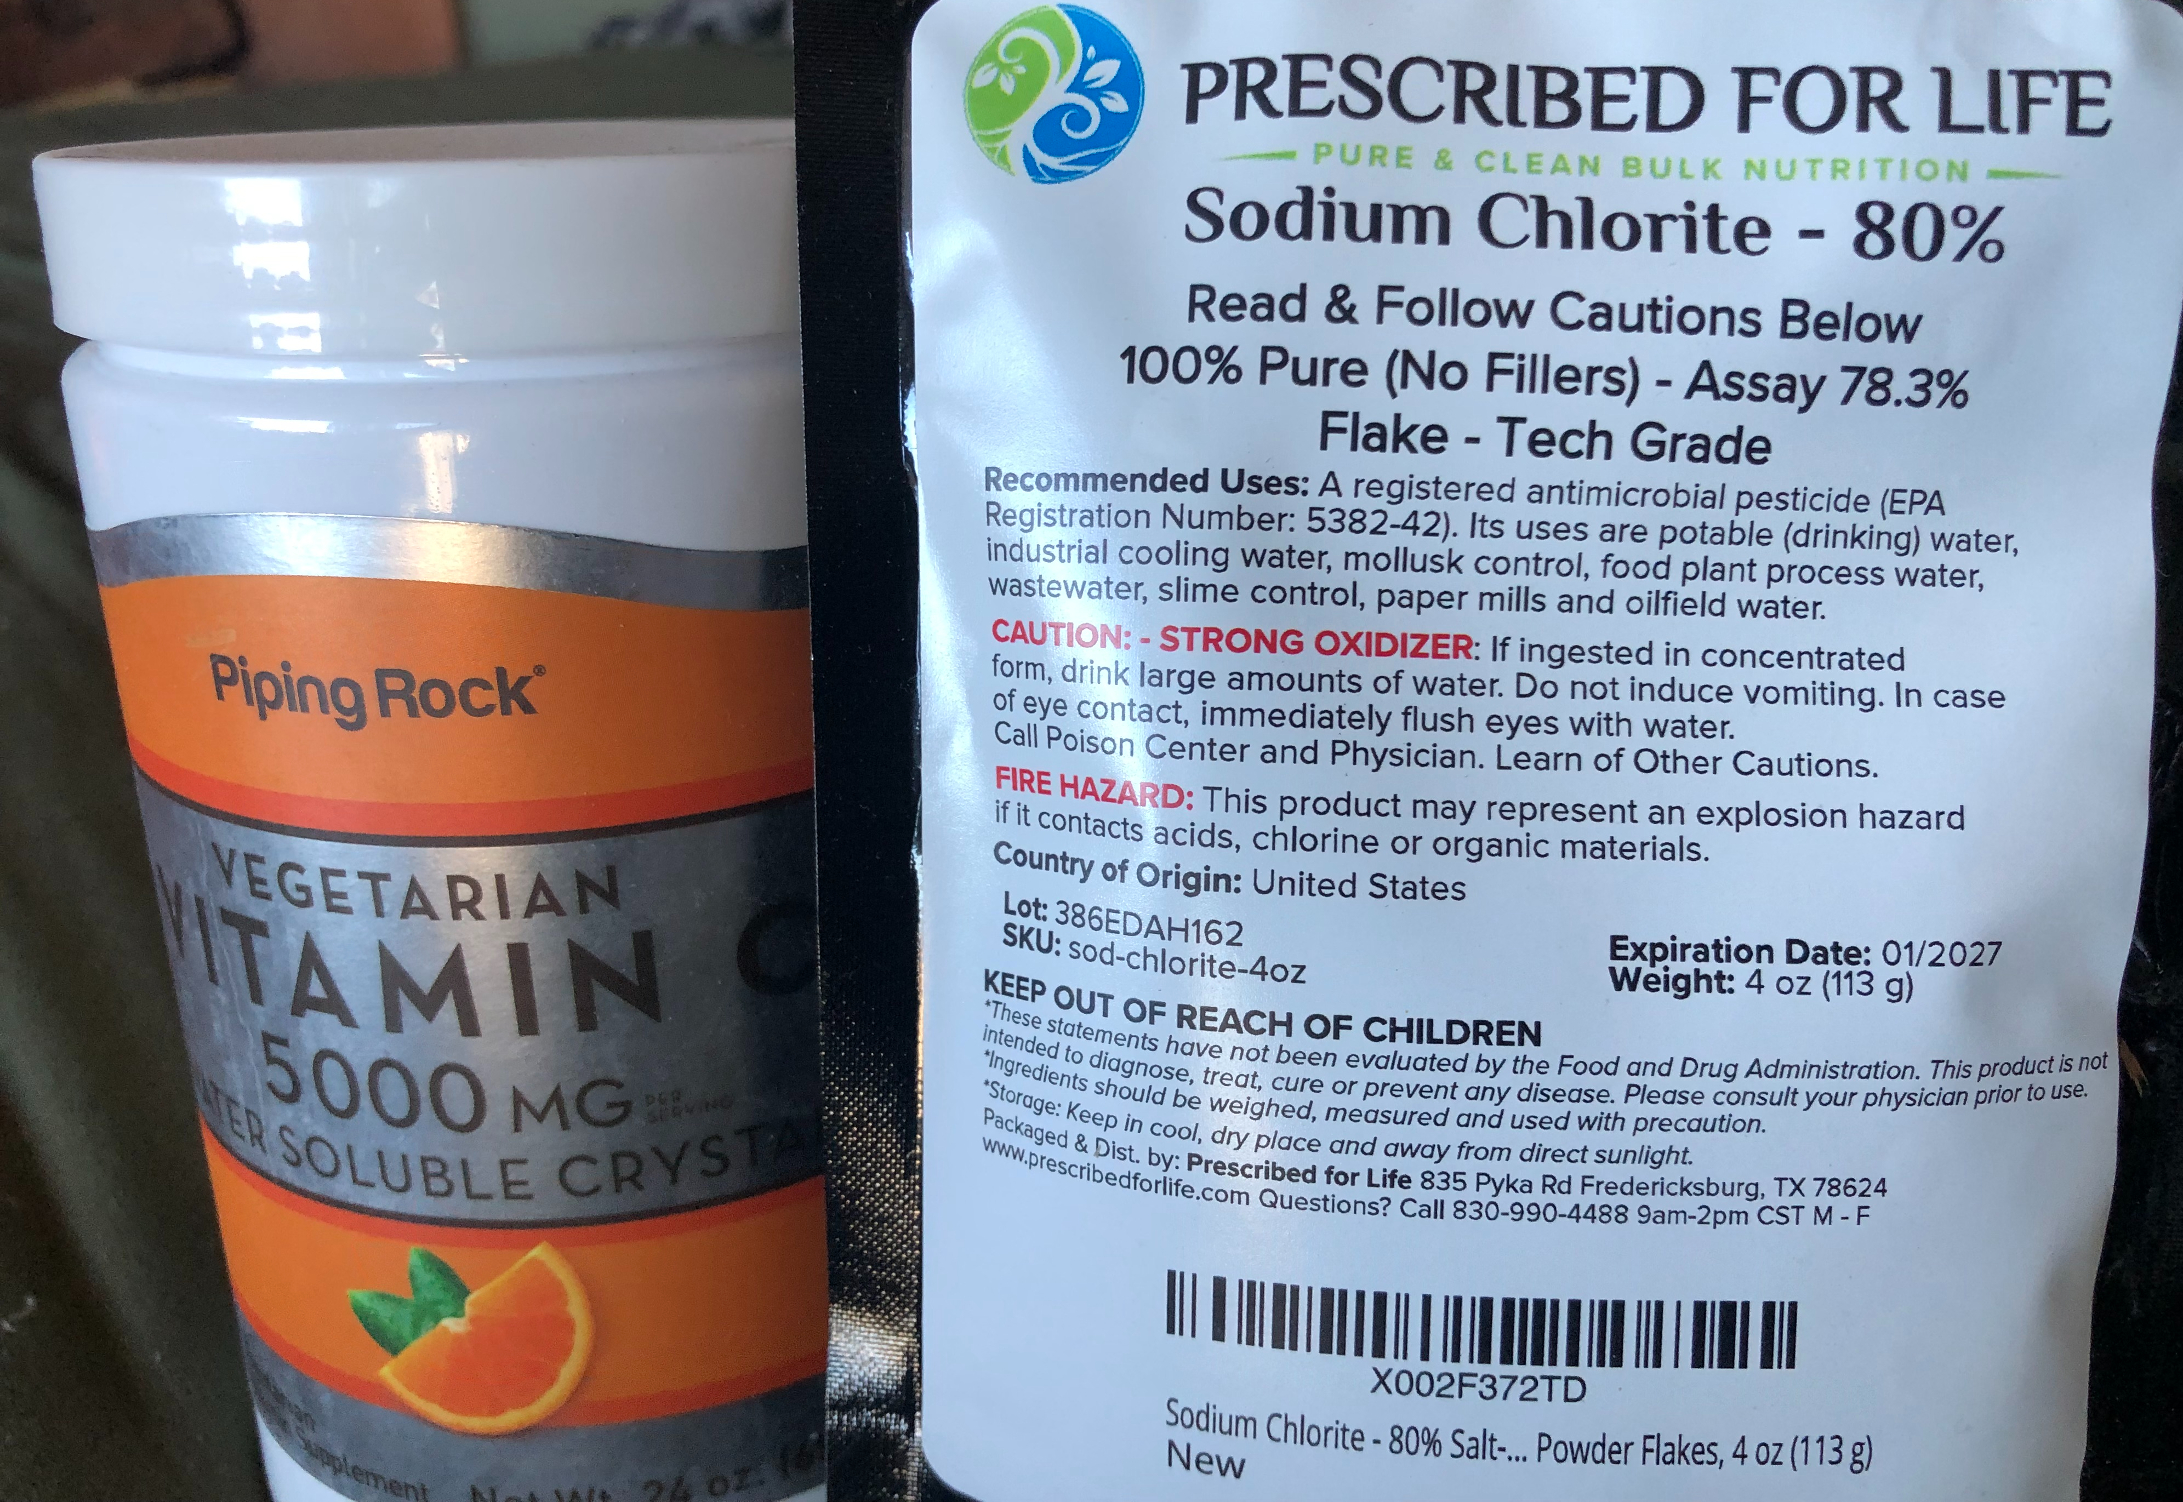 Piping Rock®
VEGETARIAN
VITAMIN C
5000 MG PER SERVING
TER SOLUBLE CRYSTA
Supplement
Net Wt. 24 oz.
PRESCRIBED FOR LIFE
PURE & CLEAN BULK NUTRITION
Sodium Chlorite - 80%
Read & Follow Cautions Below
100% Pure (No Fillers) - Assay 78.3%
Flake - Tech Grade
Recommended Uses: A registered antimicrobial pesticide (EPA
Registration Number: 5382-42). Its uses are potable (drinking) water,
industrial cooling water, mollusk control, food plant process water,
wastewater, slime control, paper mills and oilfield water.
CAUTION: - STRONG OXIDIZER: If ingested in concentrated
form, drink large amounts of water. Do not induce vomiting. In case
of eye contact, immediately flush eyes with water.
Call Poison Center and Physician. Learn of Other Cautions.
FIRE HAZARD: This product may represent an explosion hazard
if it contacts acids, chlorine or organic materials.
Country of Origin: United States
Lot: 386EDAH162
SKU: sod-chlorite-4oz
Expiration Date: 01/2027
Weight: 4 oz (113 g)
KEEP OUT OF REACH OF CHILDREN
*These statements have not been evaluated by the Food and Drug Administration. This product is not
intended to diagnose, treat, cure or prevent any disease. Please consult your physician prior to use.
*Ingredients should be weighed, measured and used with precaution.
*Storage: Keep in cool, dry place and away from direct sunlight.
Packaged & Dist. by: Prescribed for Life 835 Pyka Rd Fredericksburg, TX 78624
www.prescribedforlife.com Questions? Call 830-990-4488 9am-2pm CST M - F
X002F372TD
Sodium Chlorite - 80% Salt-... Powder Flakes, 4 oz (113 g)
New